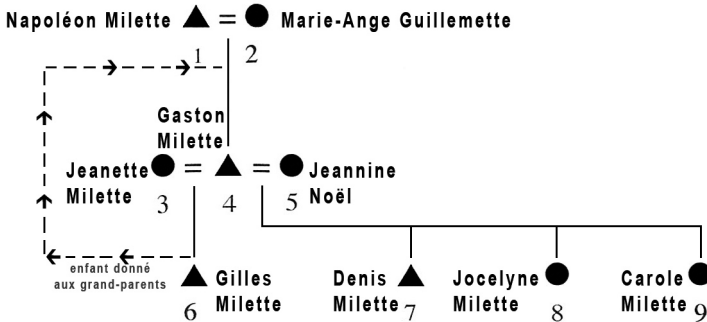 Napoléon Milette = Marie-Ange Guillemette
1 2
Gaston
Milette
Jeanette = = Jeannine
Milette Noël
3 4 5
enfant donné
aux grand-parents
Gilles Denis Jocelyne Carole
Milette Milette Milette Milette
6 7 8 9